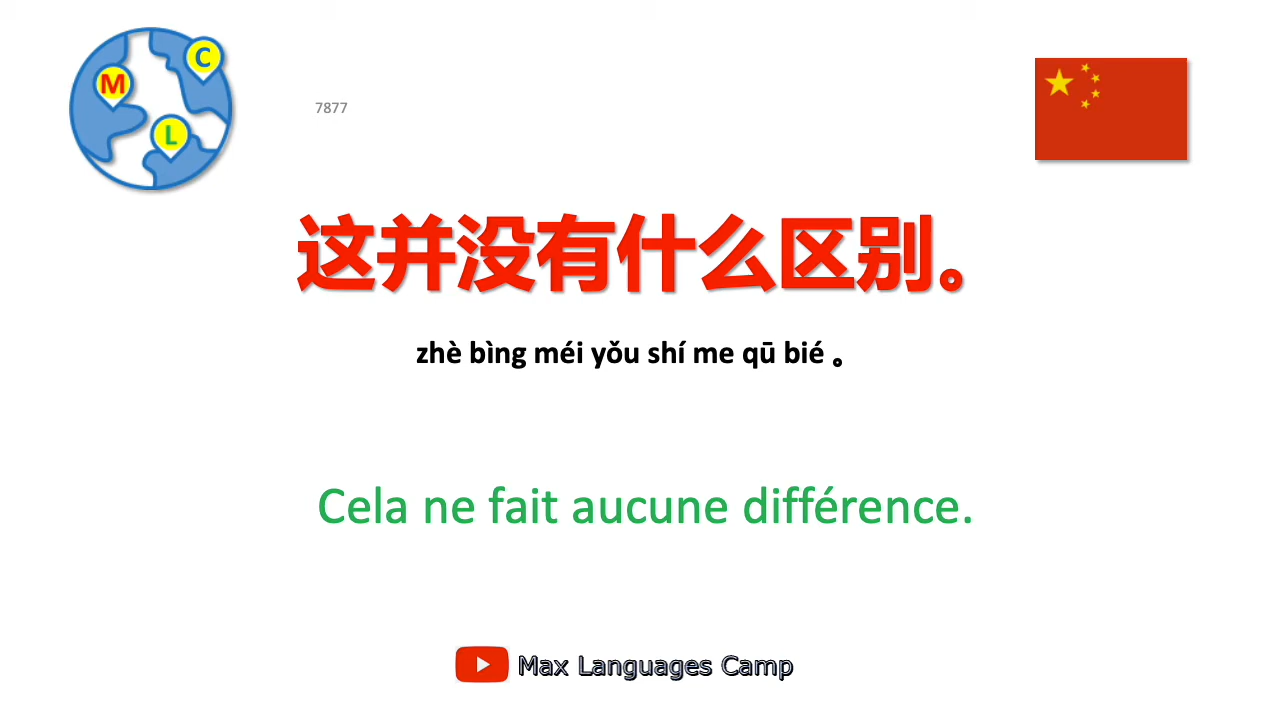 M
C
L
7877
这并没有什么区别。
zhè bìng méi yǒu shí me qū bié 。
Cela ne fait aucune différence.
Max Languages Camp